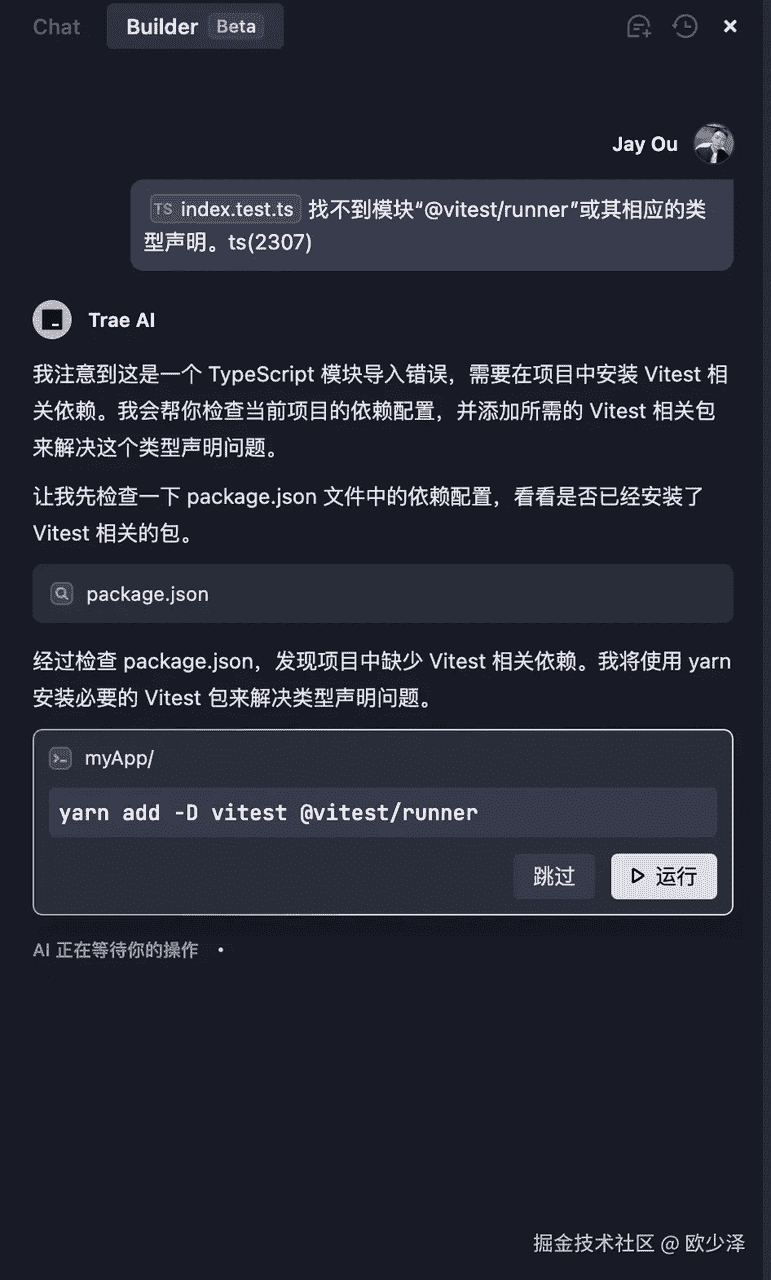 Chat
Builder Beta
Jay Ou
TS index.test.ts 找不到模块“@vitest/runner”或其相应的类
型声明。ts(2307)
Trae AI
我注意到这是一个 TypeScript 模块导入错误，需要在项目中安装 Vitest 相
关依赖。我会帮你检查当前项目的依赖配置，并添加所需的 Vitest 相关包
来解决这个类型声明问题。
让我先检查一下 package.json 文件中的依赖配置，看看是否已经安装了
Vitest 相关的包。
package.json
经过检查 package.json，发现项目中缺少 Vitest 相关依赖。我将使用 yarn
安装必要的 Vitest 包来解决类型声明问题。
myApp/
yarn add -D vitest @vitest/runner
跳过
运行
AI 正在等待你的操作
掘金技术社区 @ 欧少泽